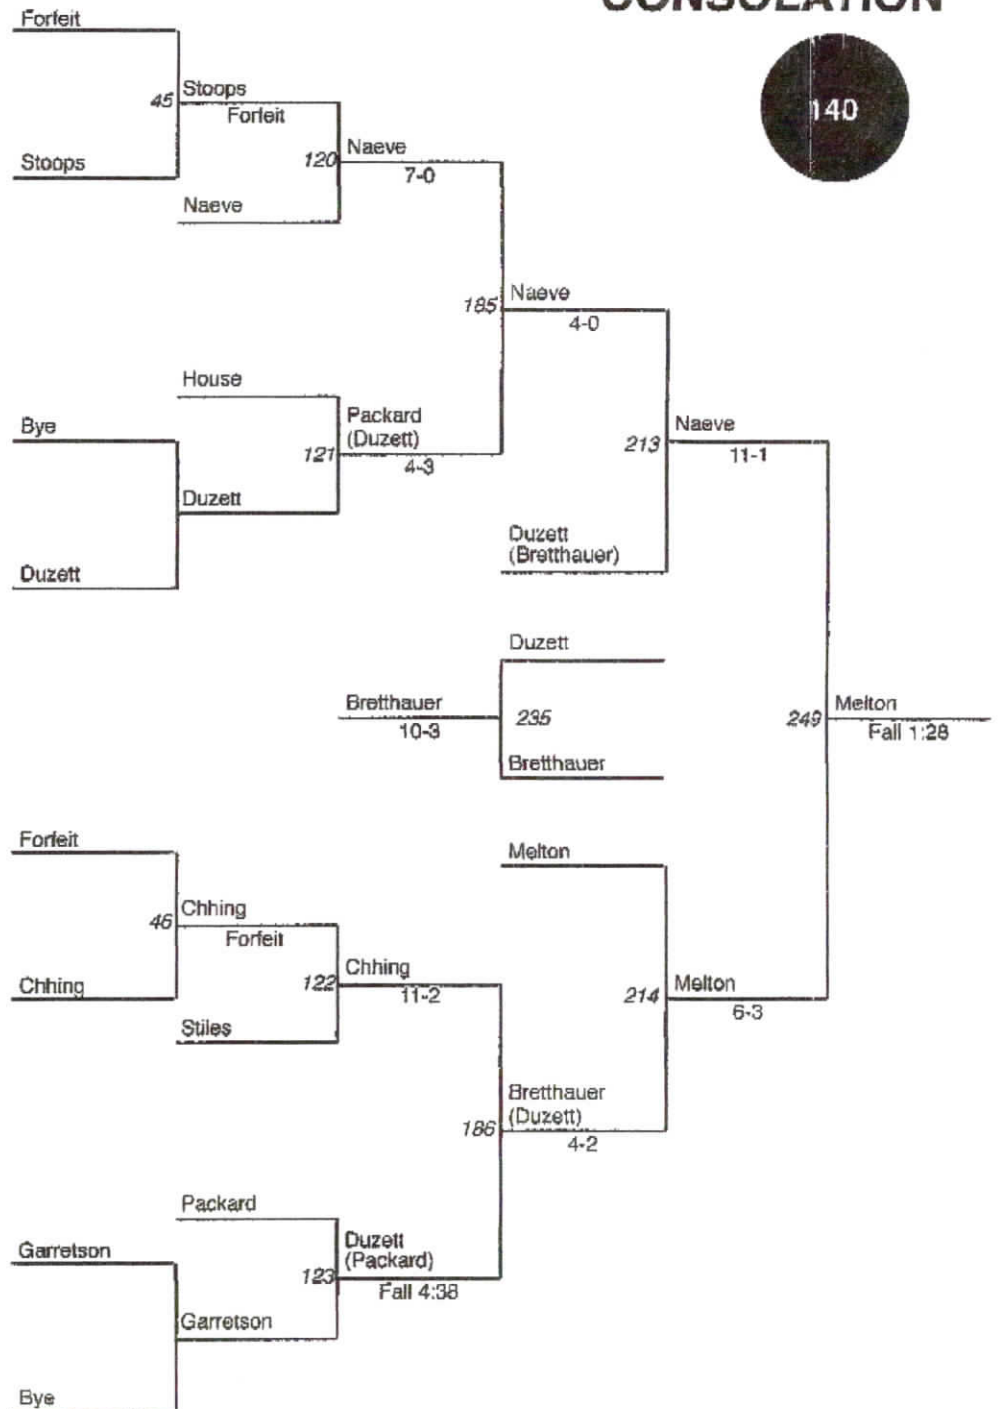 CONSOLATION
140
Forfeit
45
Stoops
Forfeit
Stoops
120
Naeve
7-0
Naeve
185
Naeve
4-0
House
Bye
121
Packard
(Duzett)
4-3
213
Naeve
11-1
Duzett
Duzett
(Bretthauer)
Duzett
Duzett
Bretthauer
10-3
235
249
Melton
Fall 1:28
Bretthauer
Forfeit
Melton
46
Chhing
Forfeit
122
Chhing
11-2
214
Melton
6-3
Chhing
Stiles
186
Bretthauer
(Duzett)
4-2
Packard
Garretson
123
Duzett
(Packard)
Fall 4:38
Garretson
Bye